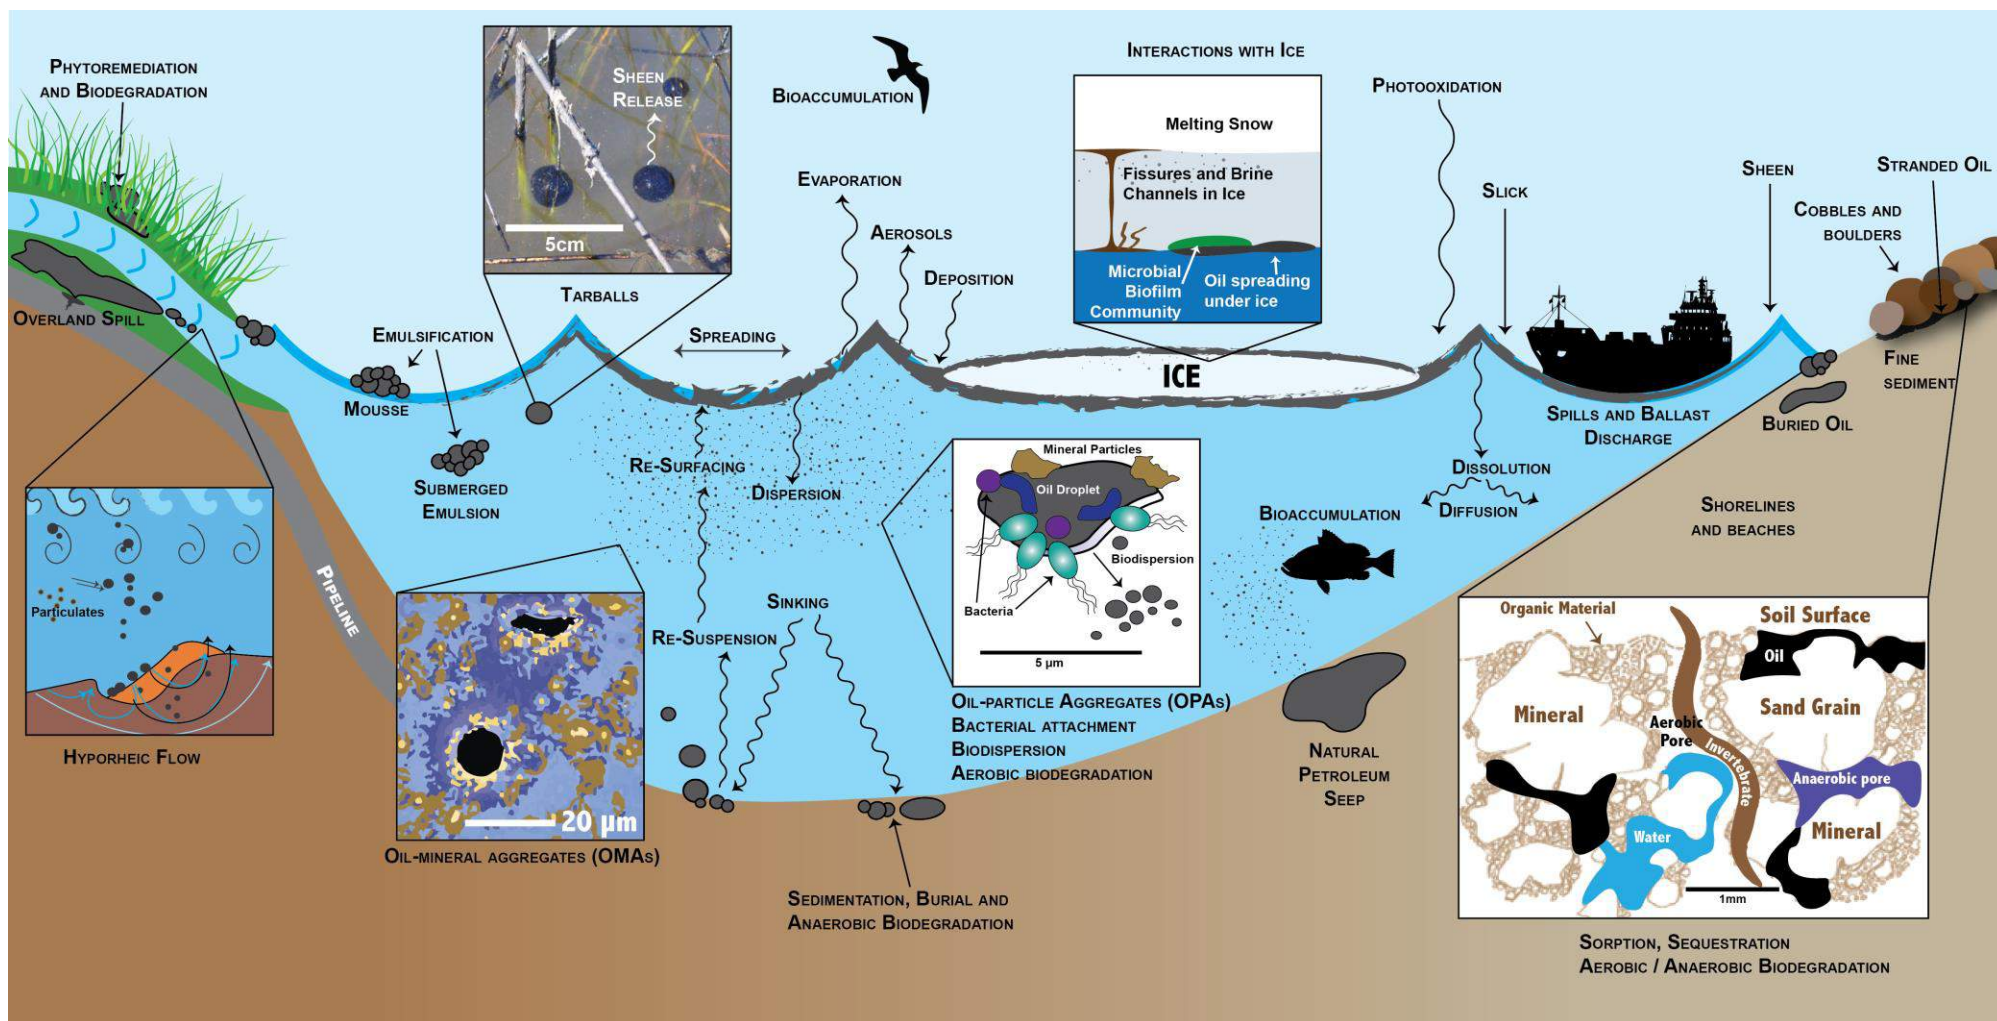 Phytoremediation
and Biodegradation
Overland Spill
Sheen
Release
5cm
Tarballs
Emulsification
Mousse
Submerged
Emulsion
Spreading
Bioaccumulation
Evaporation
Aerosols
Deposition
Interactions with Ice
Melting Snow
Fissures and Brine
Channels in Ice
Microbial
Biofilm
Community
Oil spreading
under ice
ICE
Photooxidation
Slick
Sheen
Stranded Oil
Cobbles and
boulders
Fine
sediment
Buried Oil
Spills and Ballast
Discharge
Shorelines
and beaches
Dissolution
Diffusion
Bioaccumulation
Re-Surfacing
Dispersion
Mineral Particles
Oil Droplet
Biodispersion
Bacteria
5 µm
Oil-particle Aggregates (OPAs)
Bacterial attachment
Biodispersion
Aerobic biodegradation
Sinking
Re-Suspension
Pipeline
Particulates
Hyporheic Flow
20 µm
Oil-mineral aggregates (OMAs)
Sedimentation, Burial and
Anaerobic Biodegradation
Natural
Petroleum
Seep
Organic Material
Soil Surface
Oil
Mineral
Sand Grain
Aerobic
Pore
Invertebrate
Anaerobic pore
Water
Mineral
1mm
Sorption, Sequestration
Aerobic / Anaerobic Biodegradation